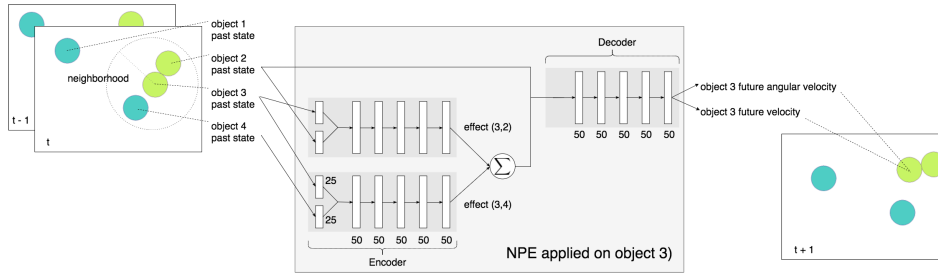 object 1
past state
object 2
past state
neighborhood
object 3
past state
object 4
past state
t - 1
t
Decoder
50 50 50 50 50
object 3 future angular velocity
object 3 future velocity
effect (3,2)
Σ
25
25
effect (3,4)
50 50 50 50 50
Encoder
NPE applied on object 3)
t + 1